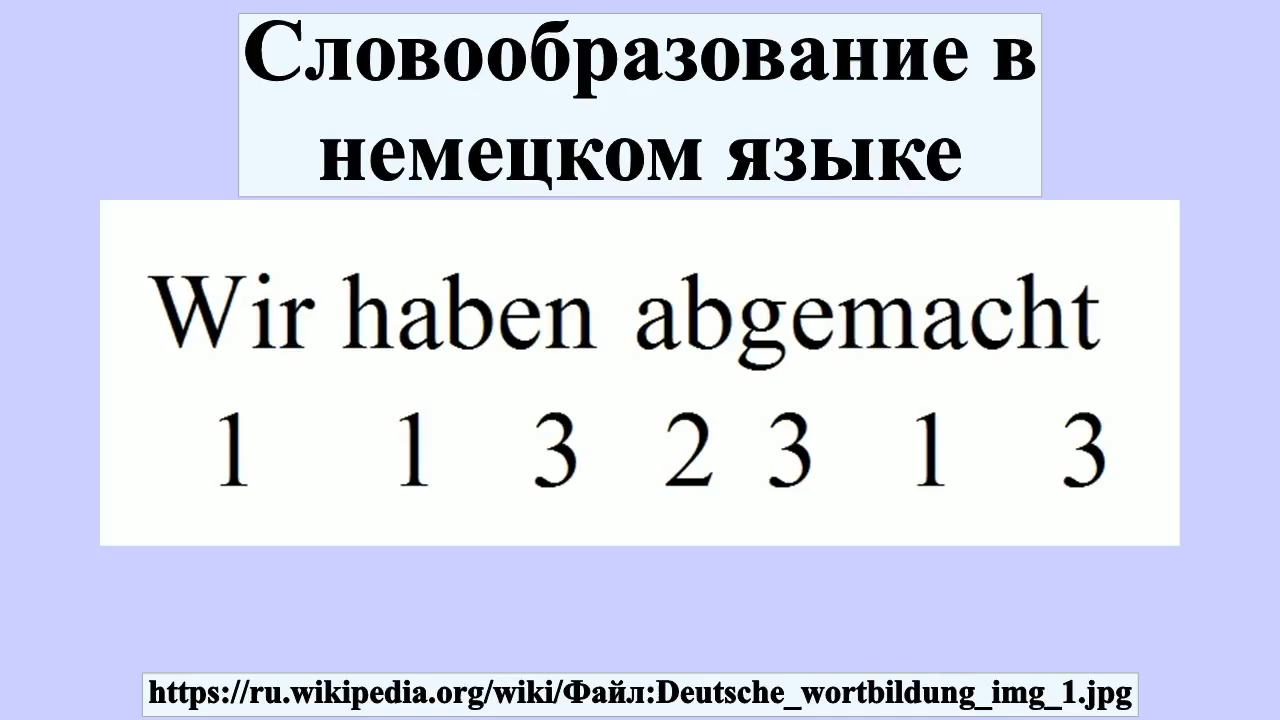 Словообразование в
немецком языке
Wir haben abgemacht
1 1 3 2 3 1 3
https://ru.wikipedia.org/wiki/Файл:Deutsche_wortbildung_img_1.jpg